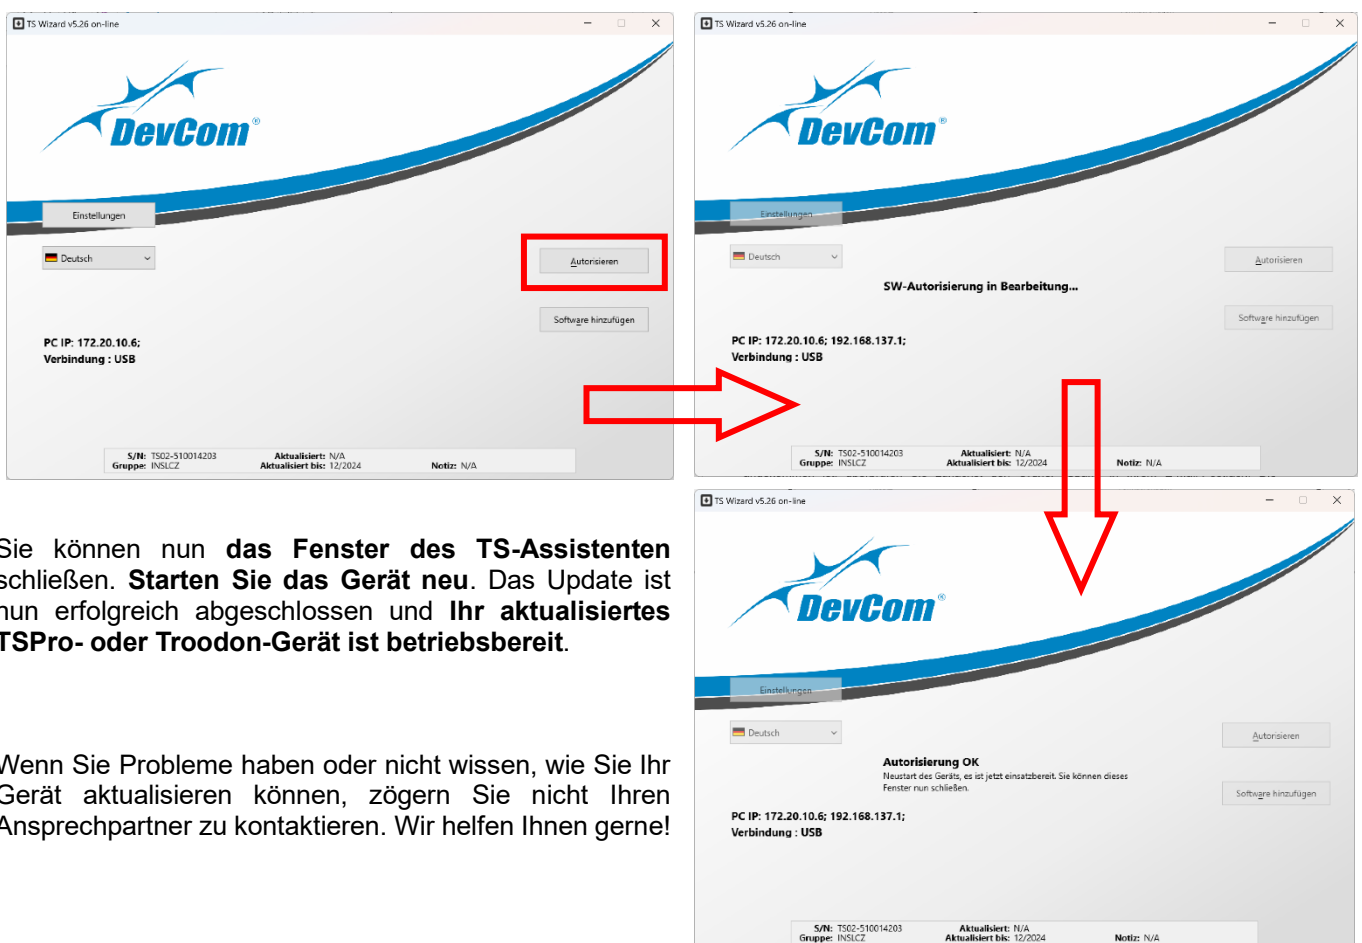 TS Wizard v5.26 on-line
DevCom®
Einstellungen
Deutsch
Autorisieren
Software hinzufügen
PC IP: 172.20.10.6;
Verbindung : USB
S/N: TS02-510014203 Aktualisiert: N/A
Gruppe: INSLCZ Aktualisiert bis: 12/2024 Notiz: N/A
TS Wizard v5.26 on-line
DevCom®
Einstellungen
Deutsch
Autorisieren
SW-Autorisierung in Bearbeitung...
Software hinzufügen
PC IP: 172.20.10.6; 192.168.137.1;
Verbindung : USB
S/N: TS02-510014203 Aktualisiert: N/A
Gruppe: INSLCZ Aktualisiert bis: 12/2024 Notiz: N/A
Sie können nun das Fenster des TS-Assistenten
schließen. Starten Sie das Gerät neu. Das Update ist
nun erfolgreich abgeschlossen und Ihr aktualisiertes
TSPro- oder Troodon-Gerät ist betriebsbereit.
Wenn Sie Probleme haben oder nicht wissen, wie Sie Ihr
Gerät aktualisieren können, zögern Sie nicht Ihren
Ansprechpartner zu kontaktieren. Wir helfen Ihnen gerne!
TS Wizard v5.26 on-line
DevCom®
Einstellungen
Deutsch
Autorisieren
Autorisierung OK
Neustart des Geräts, es ist jetzt einsatzbereit. Sie können dieses
Fenster nun schließen.
Software hinzufügen
PC IP: 172.20.10.6; 192.168.137.1;
Verbindung : USB
S/N: TS02-510014203 Aktualisiert: N/A
Gruppe: INSLCZ Aktualisiert bis: 12/2024 Notiz: N/A